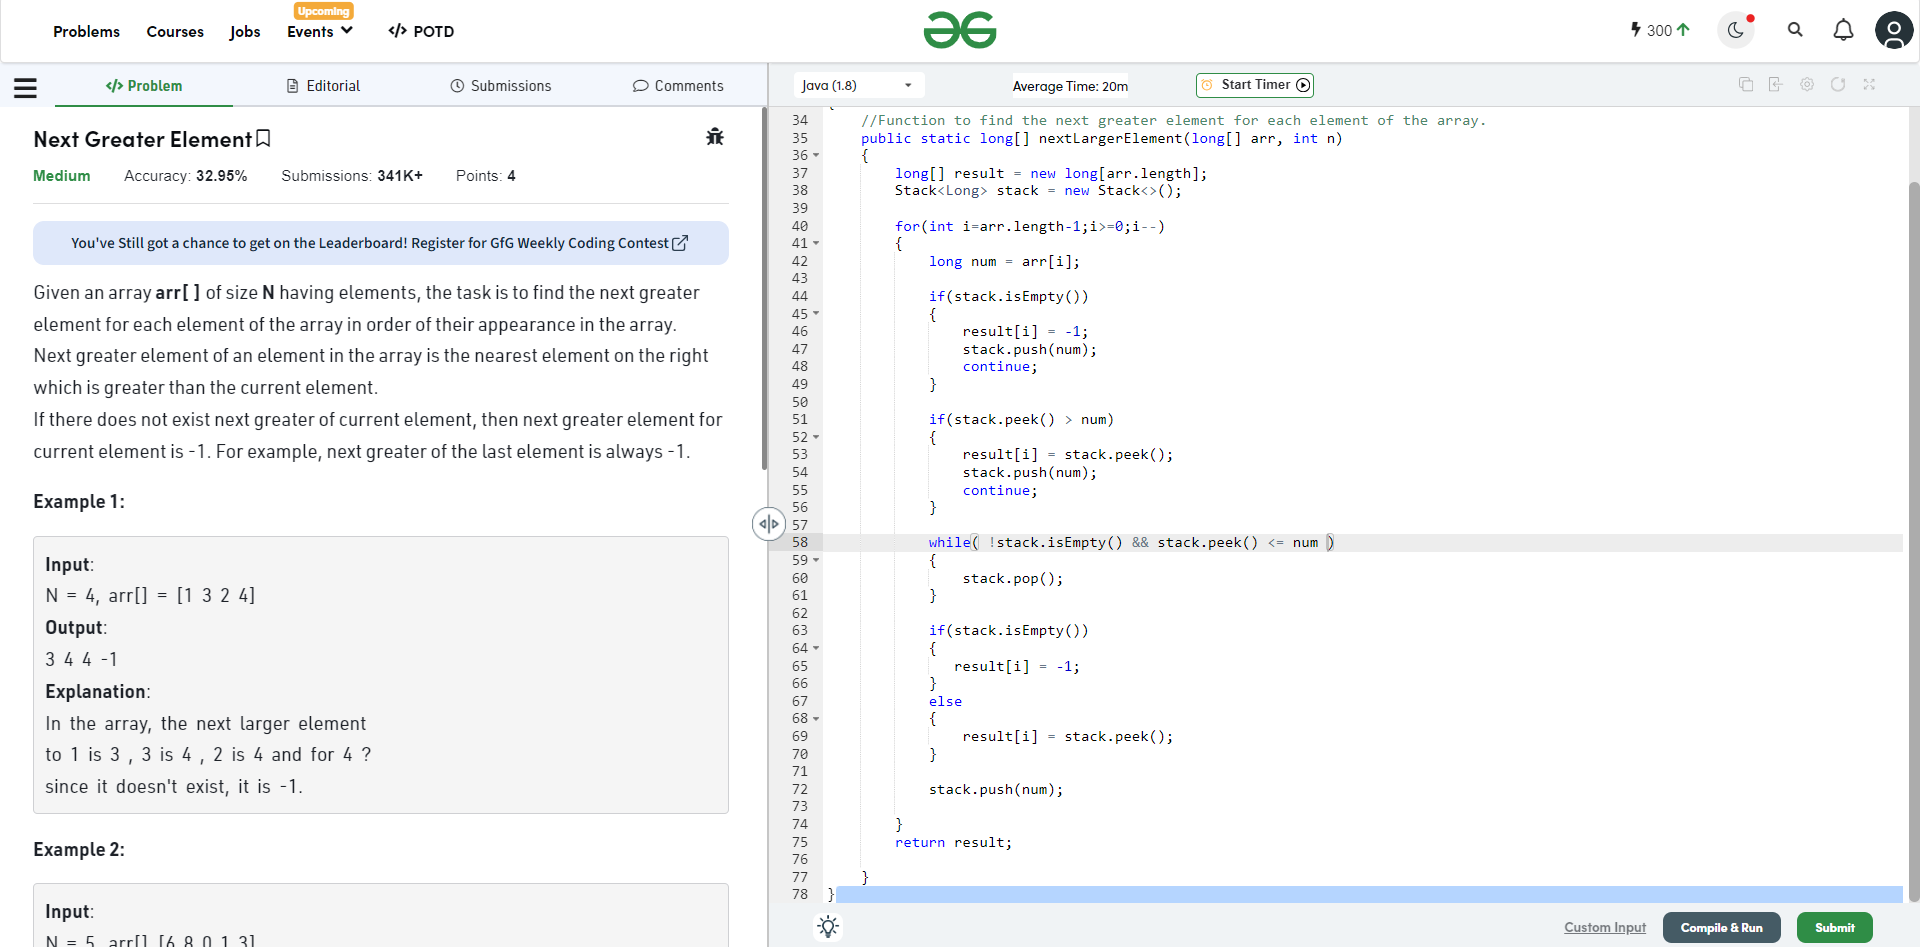 Problems
Courses
Jobs
Upcoming
Events
</> POTD
300
</> Problem
Editorial
Submissions
Comments
Next Greater Element
Medium Accuracy: 32.95% Submissions: 341K+ Points: 4
You've Still got a chance to get on the Leaderboard! Register for GfG Weekly Coding Contest
Given an array arr[ ] of size N having elements, the task is to find the next greater
element for each element of the array in order of their appearance in the array.
Next greater element of an element in the array is the nearest element on the right
which is greater than the current element.
If there does not exist next greater of current element, then next greater element for
current element is -1. For example, next greater of the last element is always -1.
Example 1:
Input:
N = 4, arr[] = [1 3 2 4]
Output:
3 4 4 -1
Explanation:
In the array, the next larger element
to 1 is 3 , 3 is 4 , 2 is 4 and for 4 ?
since it doesn't exist, it is -1.
Example 2:
Input:
N = 5, arr[] [6 8 0 1 3]
Java (1.8)
Average Time: 20m
Start Timer
{
34 //Function to find the next greater element for each element of the array.
35 public static long[] nextLargerElement(long[] arr, int n)
36 {
37 long[] result = new long[arr.length];
38 Stack<Long> stack = new Stack<>();
39
40 for(int i=arr.length-1;i>=0;i--)
41 {
42 long num = arr[i];
43
44 if(stack.isEmpty())
45 {
46 result[i] = -1;
47 stack.push(num);
48 continue;
49 }
50
51 if(stack.peek() > num)
52 {
53 result[i] = stack.peek();
54 stack.push(num);
55 continue;
56 }
57
58 while( !stack.isEmpty() && stack.peek() <= num )
59 {
60 stack.pop();
61 }
62
63 if(stack.isEmpty())
64 {
65 result[i] = -1;
66 }
67 else
68 {
69 result[i] = stack.peek();
70 }
71
72 stack.push(num);
73
74 }
75 return result;
76
77 }
78 }
Custom Input
Compile & Run
Submit